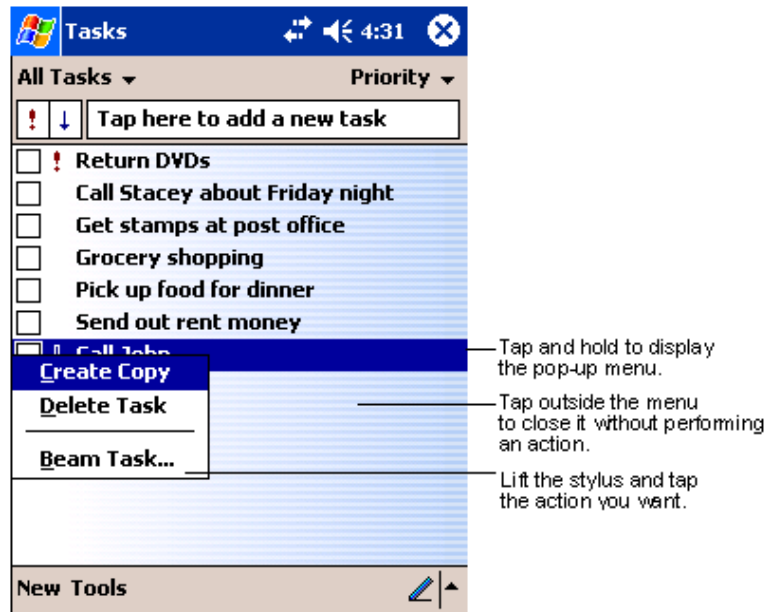 Tasks 4:31
All Tasks Priority
Tap here to add a new task
Return DVDs
Call Stacey about Friday night
Get stamps at post office
Grocery shopping
Pick up food for dinner
Send out rent money
Call John
Create Copy
Delete Task
Beam Task...
New Tools
Tap and hold to display
the pop-up menu.
Tap outside the menu
to close it without performing
an action.
Lift the stylus and tap
the action you want.